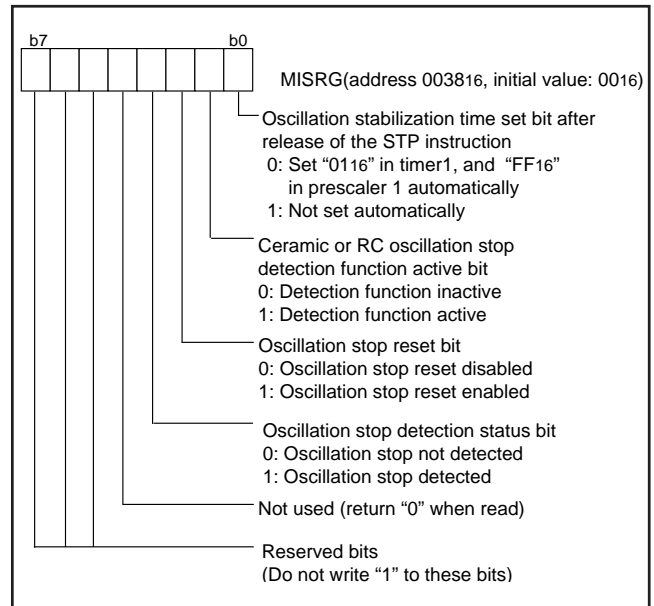 b7 b0
MISRG(address 003816, initial value: 0016)
Oscillation stabilization time set bit after
release of the STP instruction
0: Set “0116” in timer1, and “FF16”
in prescaler 1 automatically
1: Not set automatically
Ceramic or RC oscillation stop
detection function active bit
0: Detection function inactive
1: Detection function active
Oscillation stop reset bit
0: Oscillation stop reset disabled
1: Oscillation stop reset enabled
Oscillation stop detection status bit
0: Oscillation stop not detected
1: Oscillation stop detected
Not used (return “0” when read)
Reserved bits
(Do not write “1” to these bits)